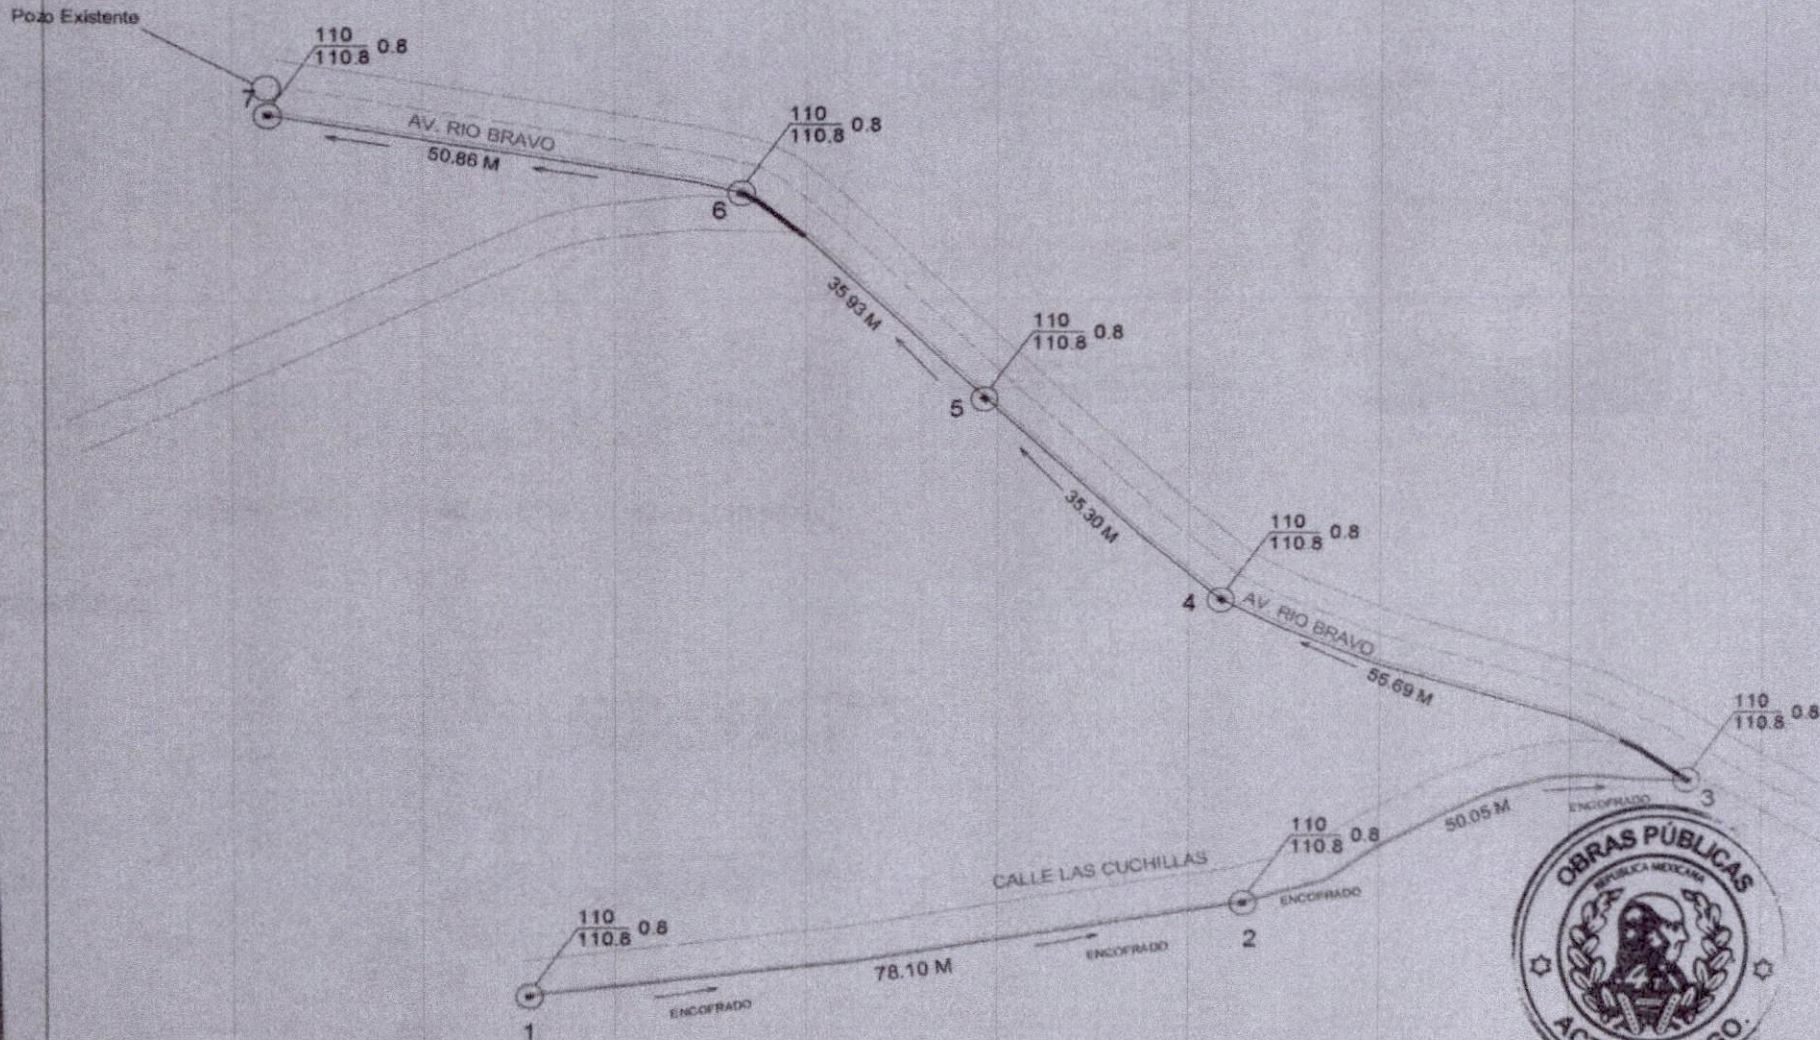 Pozo Existente
110
110.8 0.8
7
AV. RIO BRAVO
50.86 M
110
110.8 0.8
6
35.93 M
110
110.8 0.8
5
35.30 M
110
110.8 0.8
4
AV. RIO BRAVO
110
110.8 0.8
3
ENCOFRADO
50.05 M
110
110.8 0.8
CALLE LAS CUCHILLAS
ENCOFRADO
2
110
110.8 0.8
ENCOFRADO
78.10 M
ENCOFRADO
1
OBRAS PÚBLICAS
REPUBLICA MEXICANA